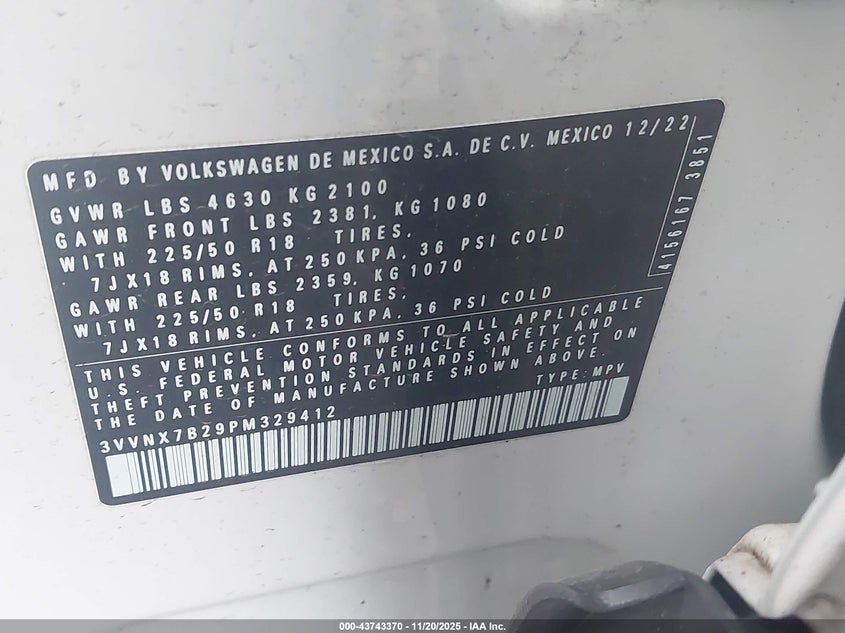 MFD BY VOLKSWAGEN DE MEXICO S.A. DE C.V. MEXICO 12/22
GVWR LBS 4630 KG 2100
GAWR FRONT LBS 2381, KG 1080
WITH 225/50 R18 TIRES,
7JX18 RIMS, AT 250 KPA, 36 PSI COLD
GAWR REAR LBS 2359, KG 1070
WITH 225/50 R18 TIRES,
7JX18 RIMS, AT 250 KPA, 36 PSI COLD
THIS VEHICLE CONFORMS TO ALL APPLICABLE
U.S. FEDERAL MOTOR VEHICLE SAFETY AND
THEFT PREVENTION STANDARDS IN EFFECT ON
THE DATE OF MANUFACTURE SHOWN ABOVE.
3VVNX7B29PM329412 TYPE: MPV
4156167 3851
000-43743370 - 11/20/2025 - IAA Inc.